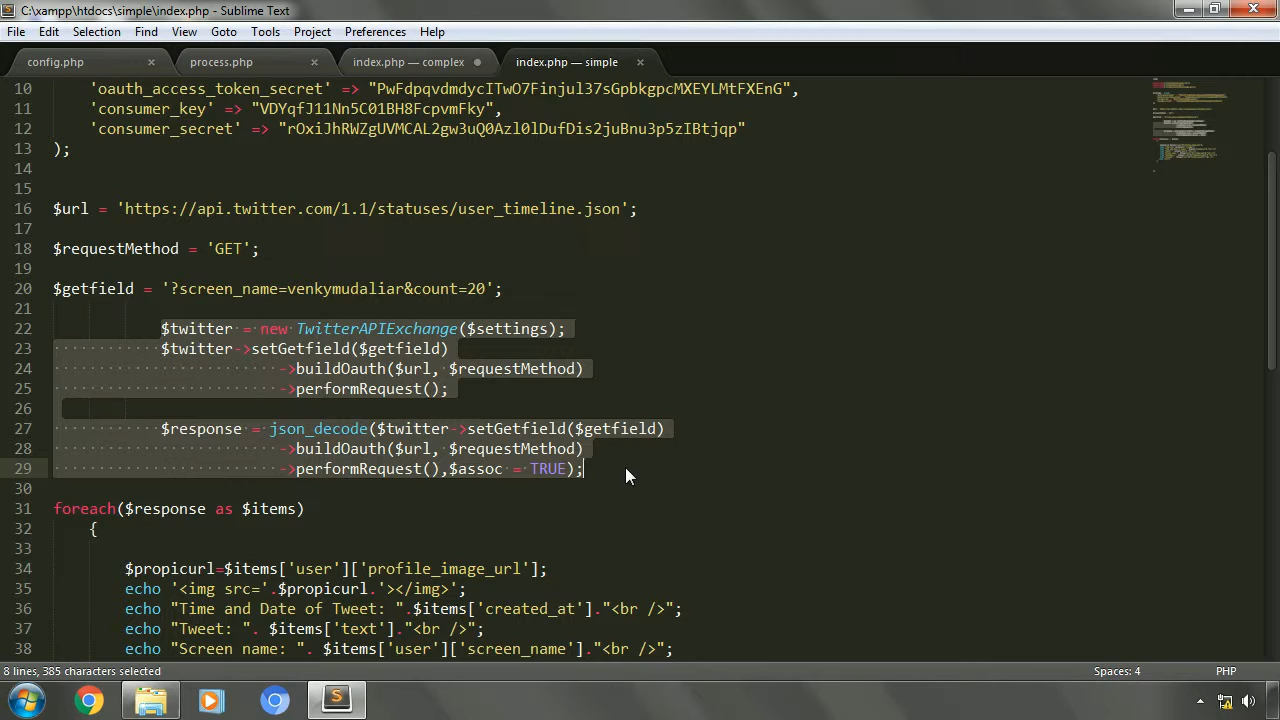 C:\xampp\htdocs\simple\index.php - Sublime Text
File Edit Selection Find View Goto Tools Project Preferences Help
config.php process.php index.php — complex index.php — simple
10 'oauth_access_token_secret' => "PwFdpqvdmdycITwO7Finjul37sGpbkgpcMXEYLMtFXEnG",
11 'consumer_key' => "VDYqfJ11Nn5C01BH8FcpvmEkv",
12 'consumer_secret' => "rOxiJhRWZgUVMCAL2gw3uQ0Azl0lDufDis2juBnu3p5zIBtjqp"
13 );
14
15
16 $url = 'https://api.twitter.com/1.1/statuses/user_timeline.json';
17
18 $requestMethod = 'GET';
19
20 $getfield = '?screen_name=venkymudaliar&count=20';
21
22 $twitter = new TwitterAPIExchange($settings);
23 $twitter->setGetfield($getfield)
24 ->buildOauth($url, $requestMethod)
25 ->performRequest();
26
27 $response = json_decode($twitter->setGetfield($getfield)
28 ->buildOauth($url, $requestMethod)
29 ->performRequest(),$assoc = TRUE);
30
31 foreach($response as $items)
32 {
33
34 $propicurl=$items['user']['profile_image_url'];
35 echo '<img src='.$propicurl.'></img>';
36 echo "Time and Date of Tweet: ".$items['created_at']."<br />";
37 echo "Tweet: ". $items['text']."<br />";
38 echo "Screen name: ". $items['user']['screen_name']."<br />";
8 lines, 385 characters selected Spaces: 4 PHP